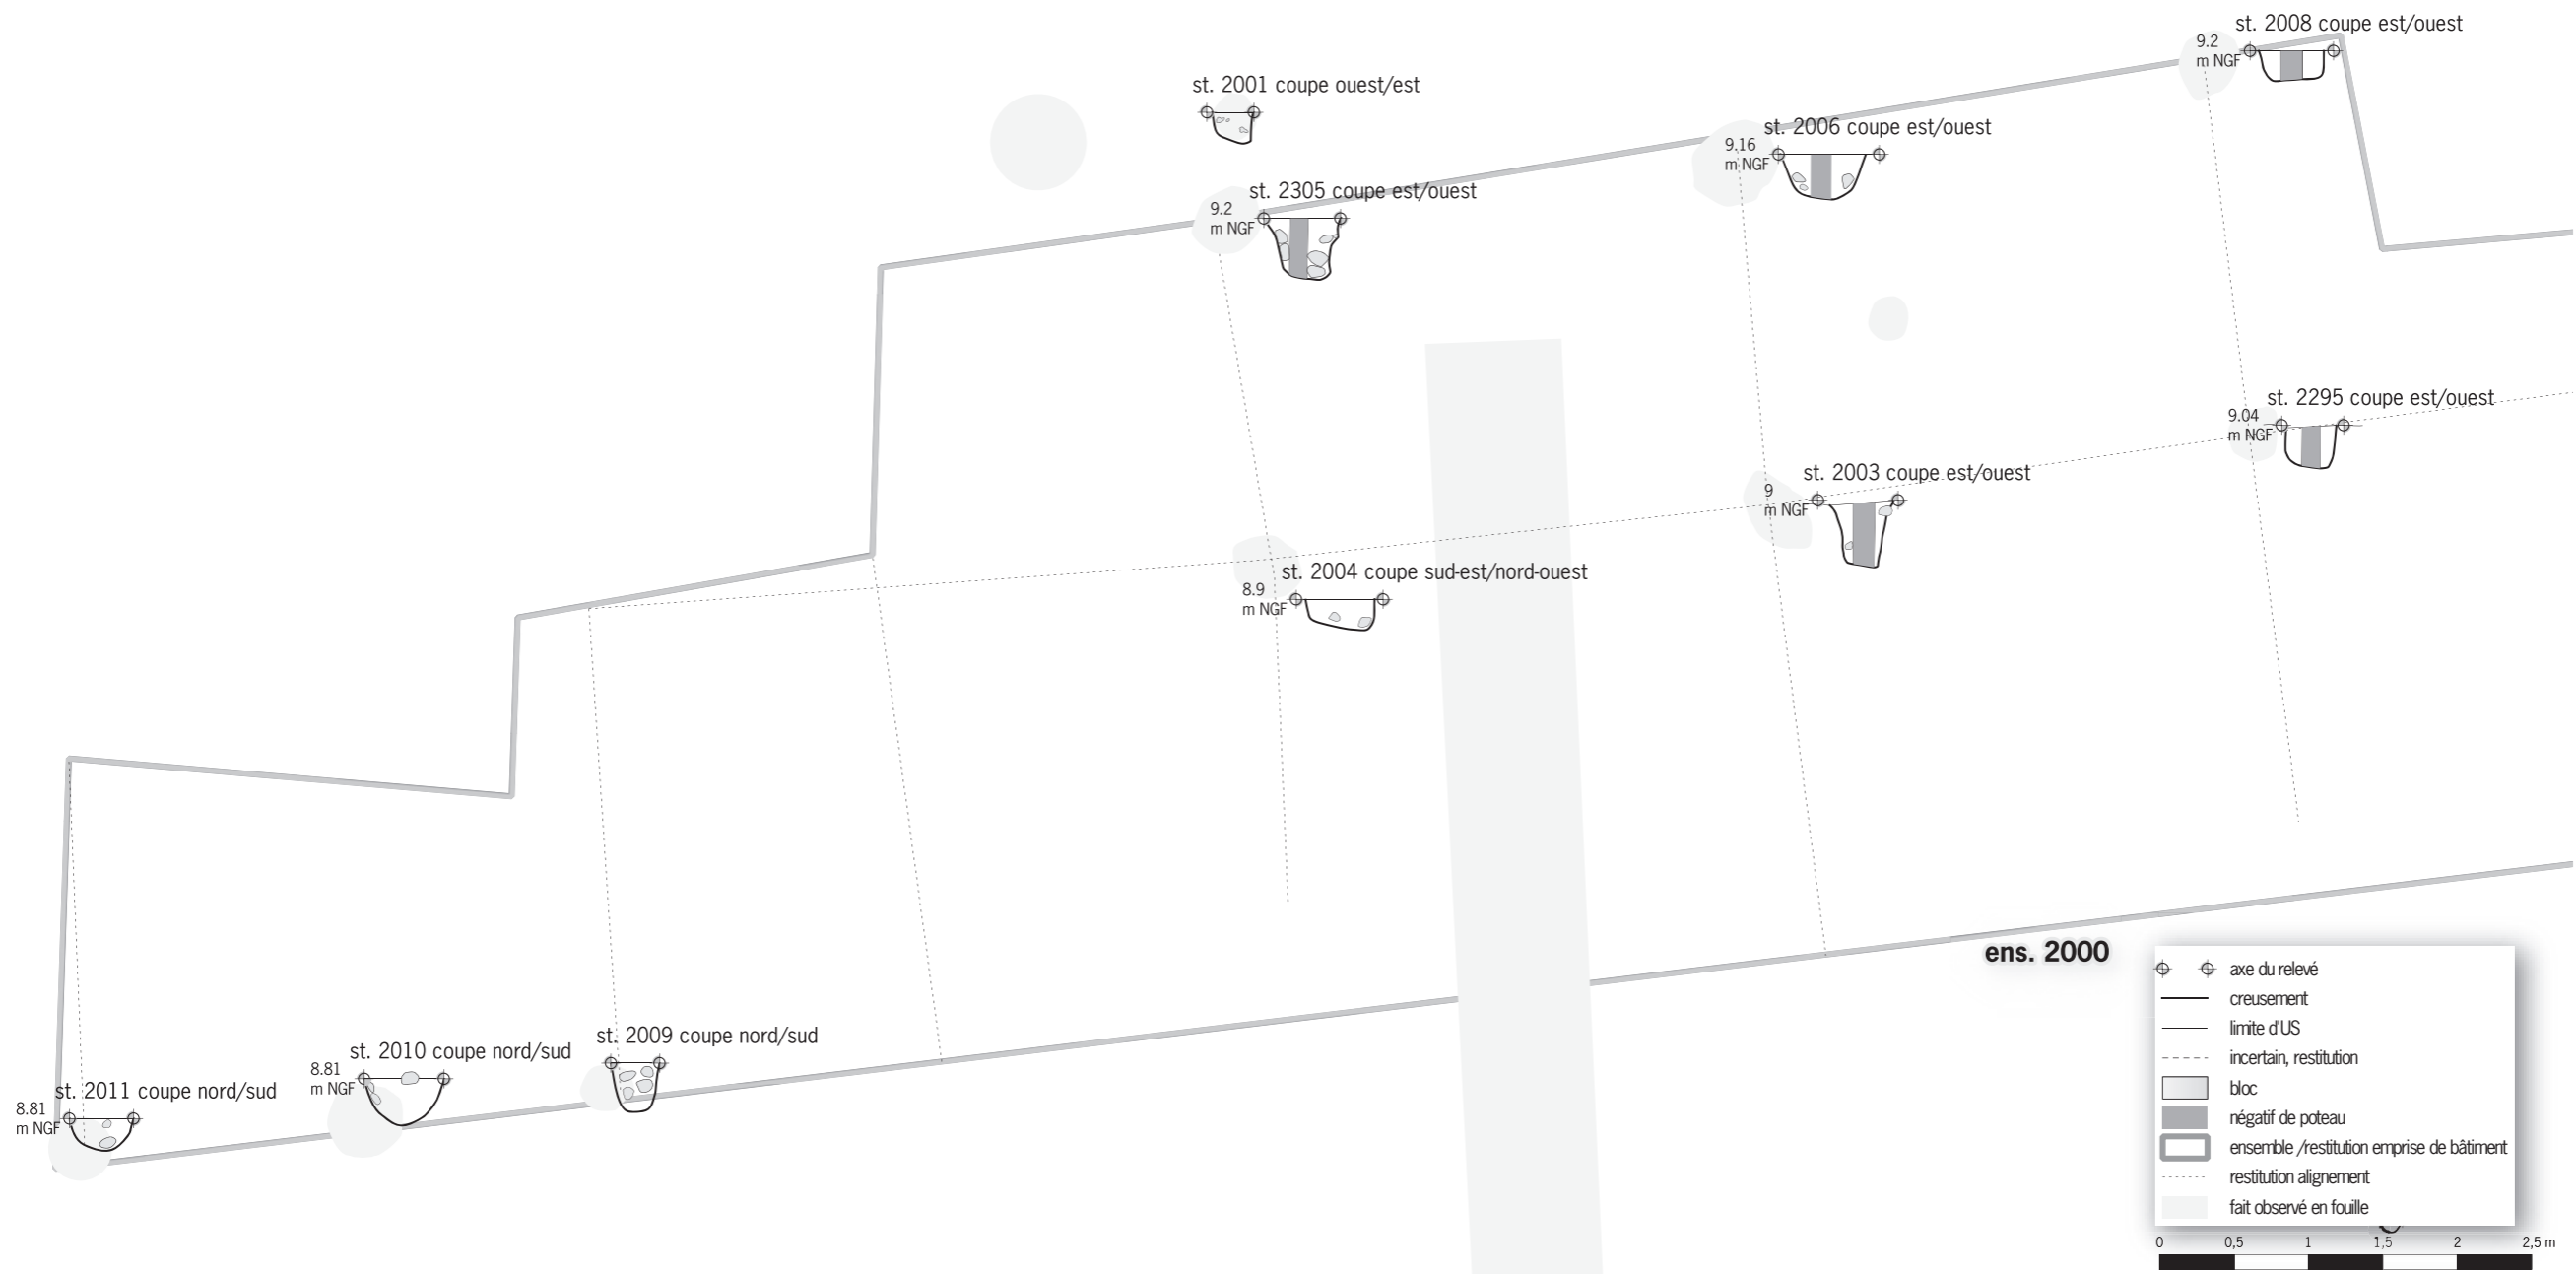 st. 2008 coupe est/ouest
9.2
m NGF
st. 2001 coupe ouest/est
st. 2006 coupe est/ouest
9.16
m NGF
st. 2305 coupe est/ouest
9.2
m NGF
st. 2295 coupe est/ouest
9.04
m NGF
st. 2003 coupe est/ouest
9
m NGF
st. 2004 coupe sud-est/nord-ouest
8.9
m NGF
st. 2009 coupe nord/sud
st. 2010 coupe nord/sud
8.81
m NGF
st. 2011 coupe nord/sud
8.81
m NGF
ens. 2000
axe du relevé
creusement
limite d'US
incertain, restitution
bloc
négatif de poteau
ensemble /restitution emprise de bâtiment
restitution alignement
fait observé en fouille
0 0,5 1 1,5 2 2,5 m